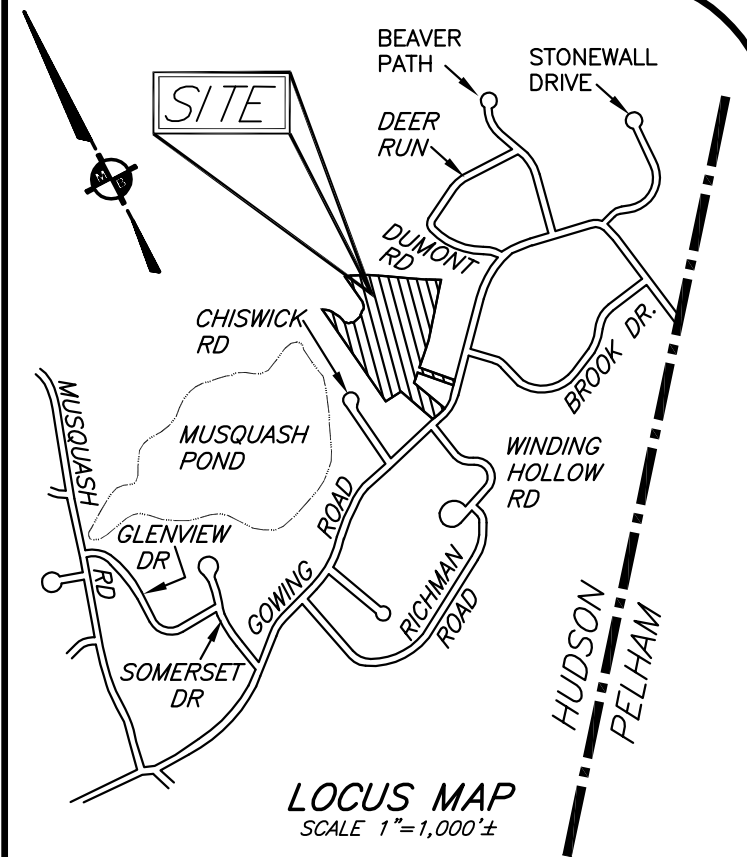 BEAVER
PATH
STONEWALL
DRIVE
SITE
DEER
RUN
M
B
DUMONT
RD
CHISWICK
RD
BROOK DR.
MUSQUASH
RD
MUSQUASH
POND
WINDING
HOLLOW
RD
GLENVIEW
DR
GOWING ROAD
RICHMAN
ROAD
SOMERSET
DR
HUDSON
PELHAM
LOCUS MAP
SCALE 1"=1,000'±